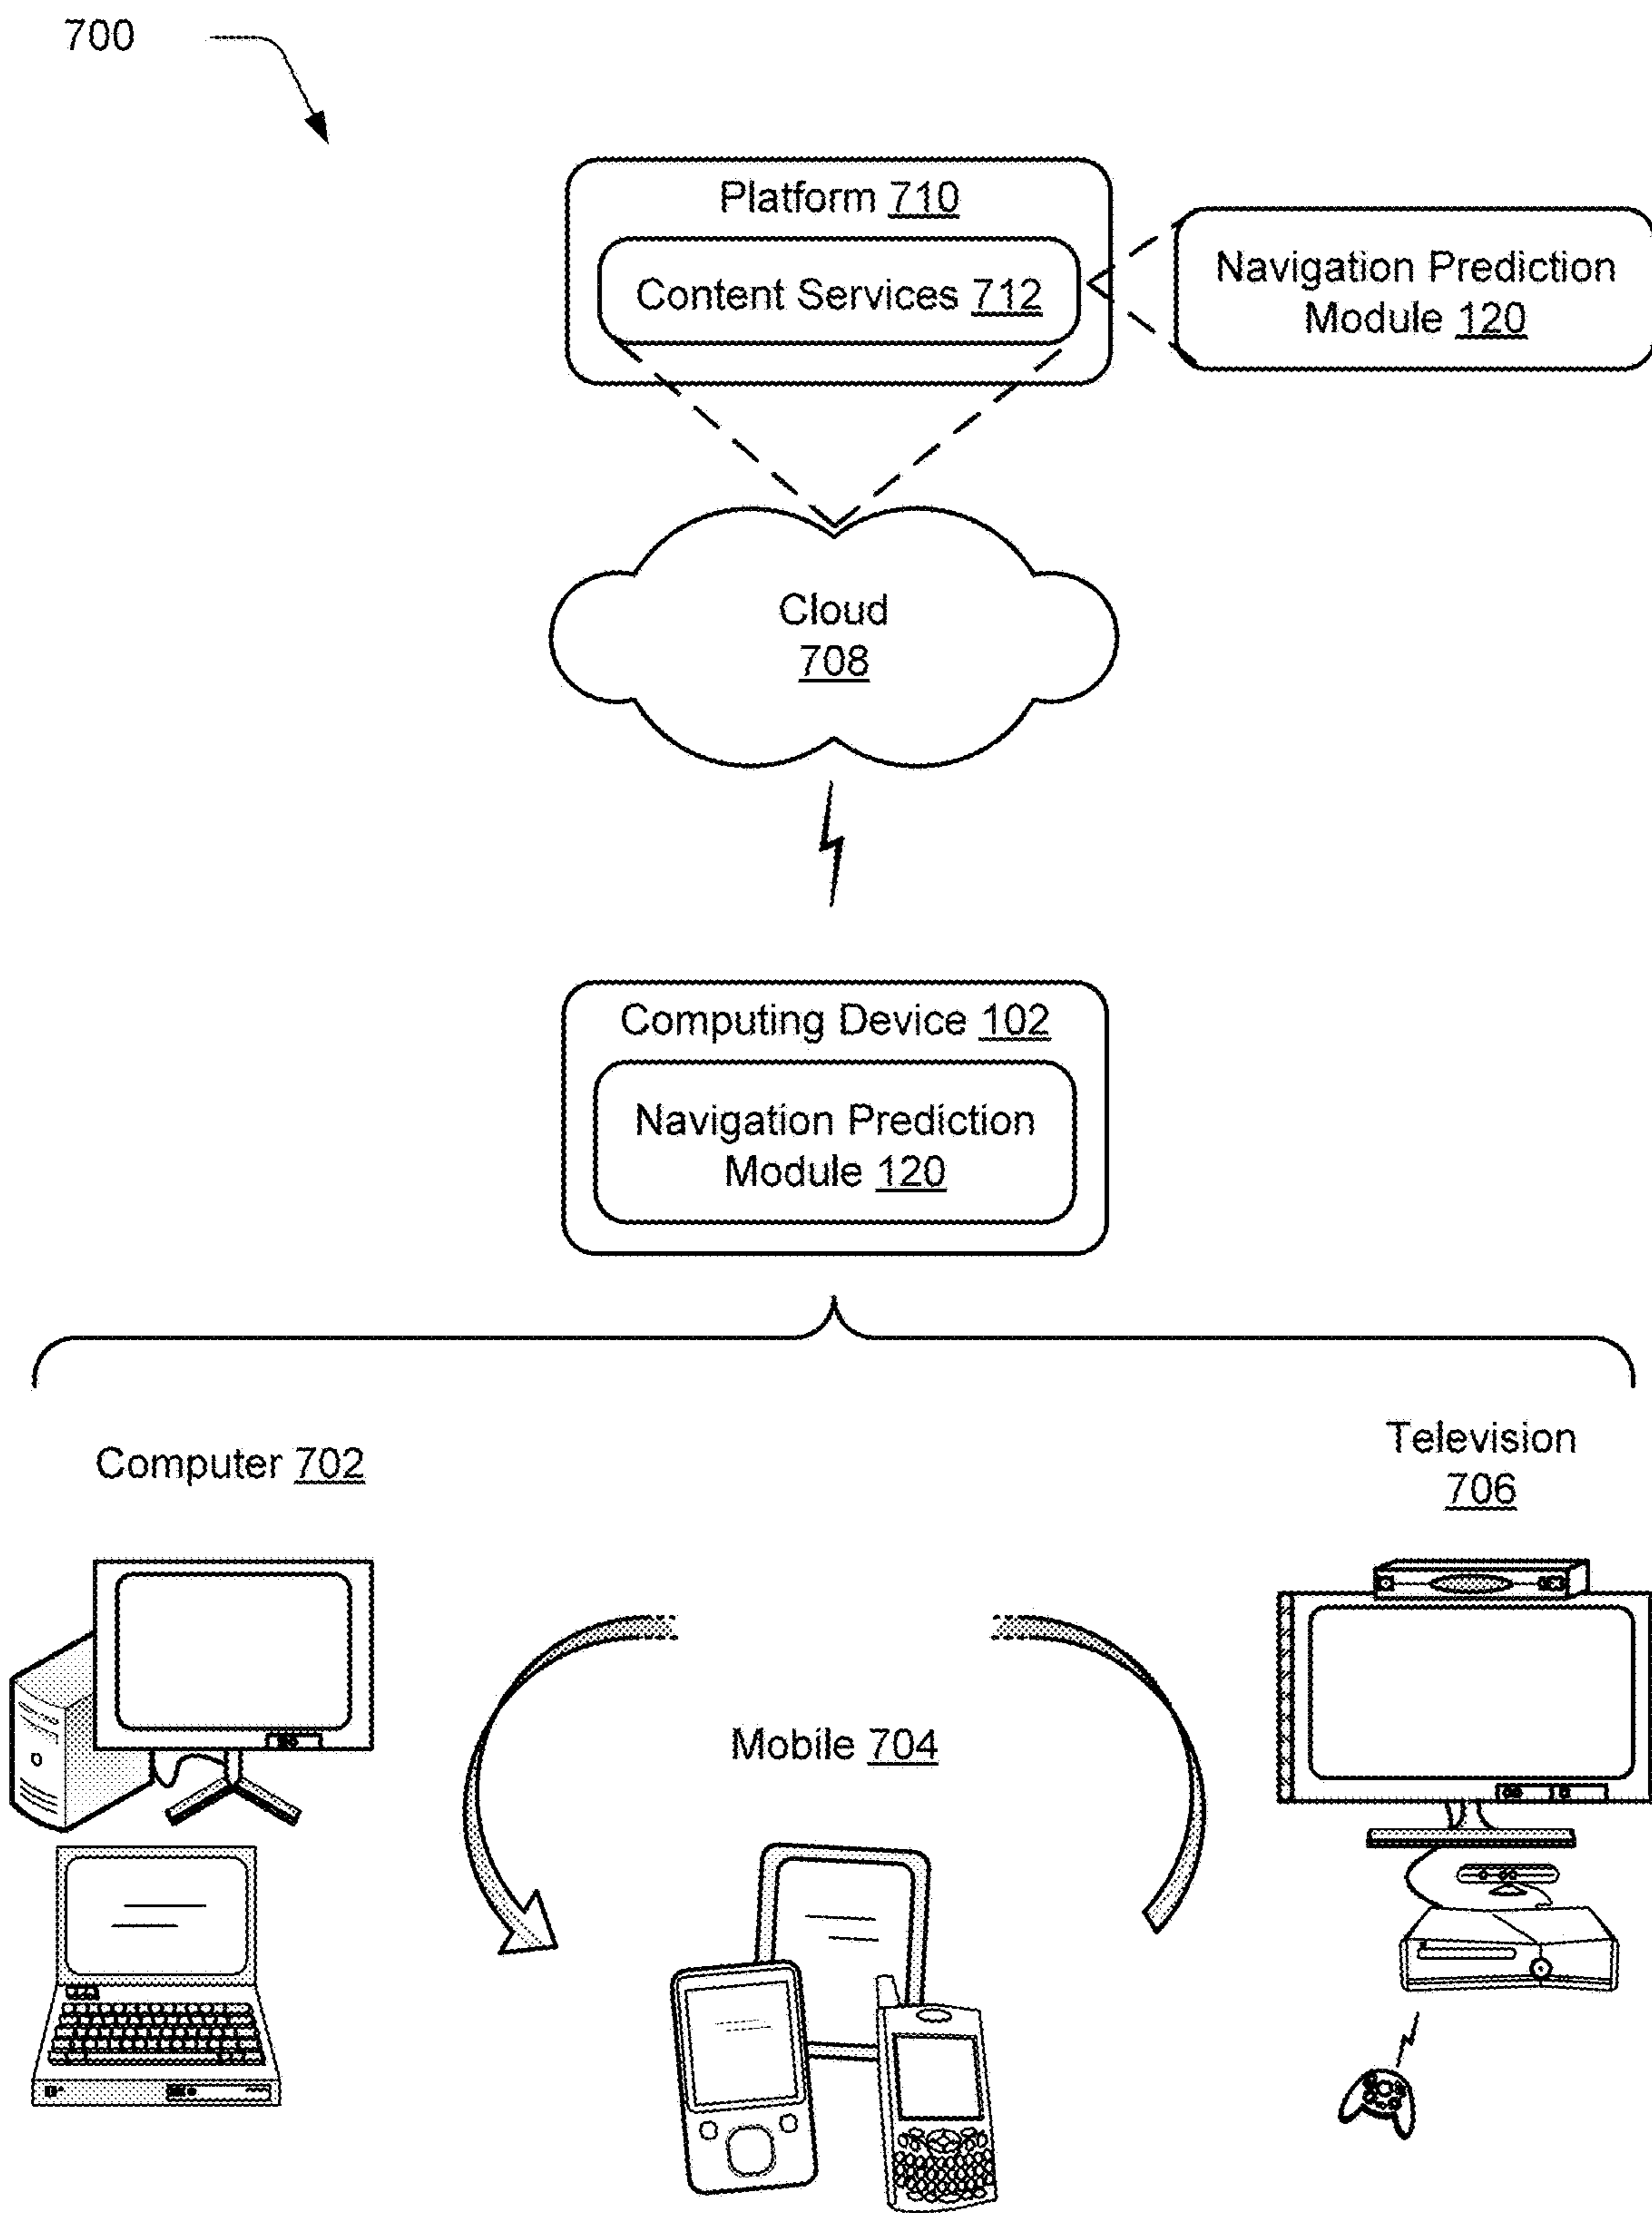 700
Platform 710
Content Services 712
Navigation Prediction
Module 120
Cloud
708
Computing Device 102
Navigation Prediction
Module 120
Computer 702
Television
706
Mobile 704